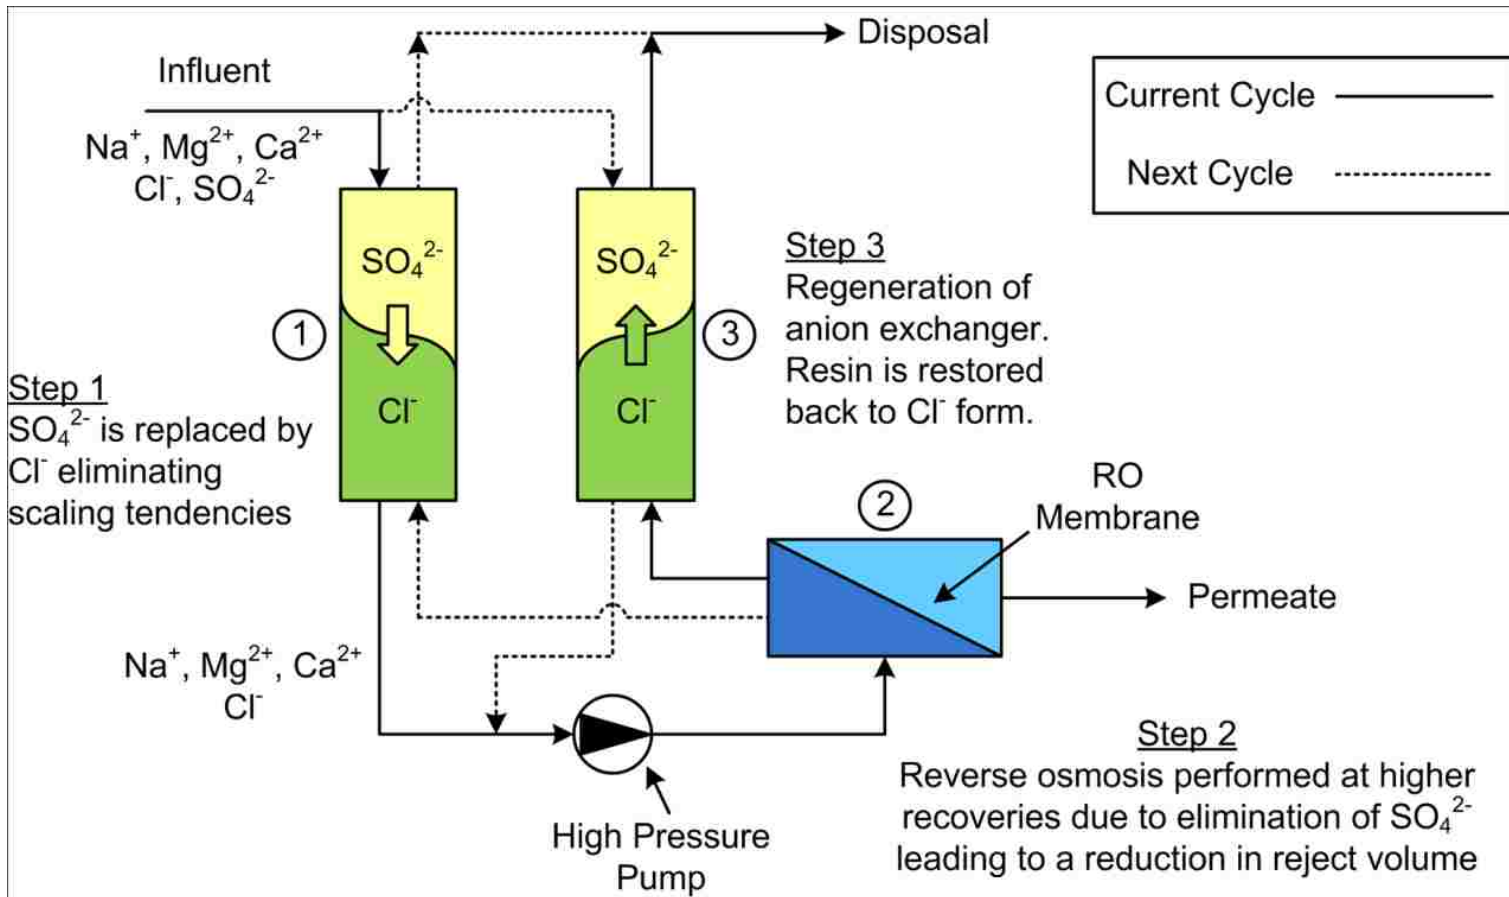 Disposal
Influent
Na⁺, Mg²⁺, Ca²⁺
Cl⁻, SO₄²⁻
Current Cycle
Next Cycle
SO₄²⁻
Cl⁻
1
SO₄²⁻
Cl⁻
3
Step 3
Regeneration of
anion exchanger.
Resin is restored
back to Cl⁻ form.
Step 1
SO₄²⁻ is replaced by
Cl⁻ eliminating
scaling tendencies
2
RO
Membrane
Permeate
Na⁺, Mg²⁺, Ca²⁺
Cl⁻
High Pressure
Pump
Step 2
Reverse osmosis performed at higher
recoveries due to elimination of SO₄²⁻
leading to a reduction in reject volume